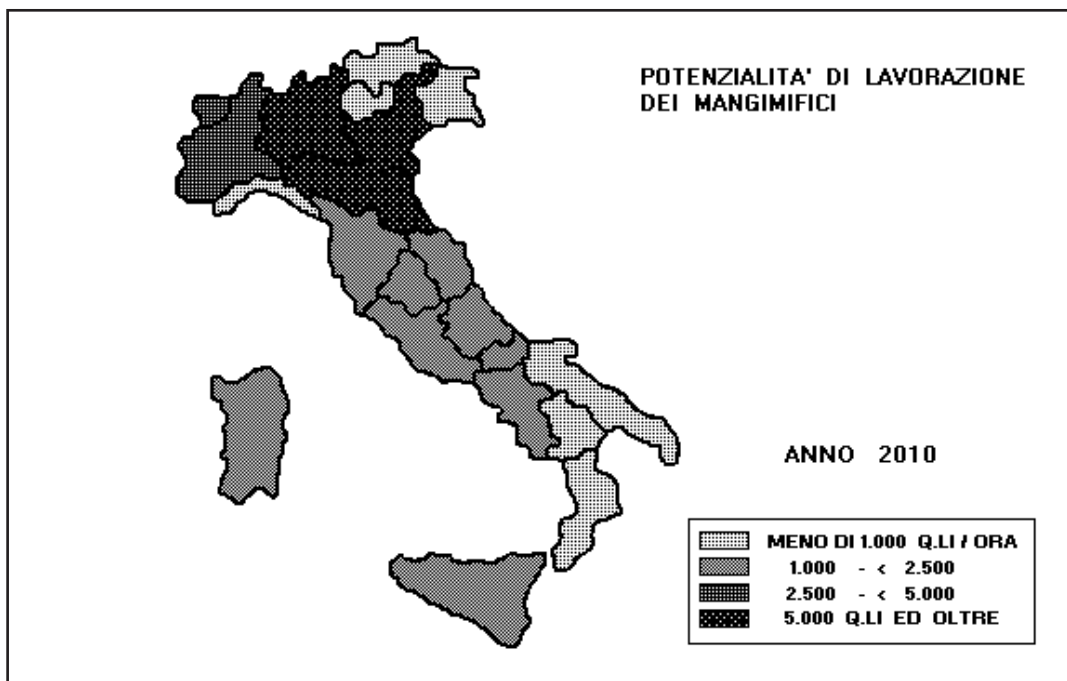 POTENZIALITA' DI LAVORAZIONE
DEI MANGIMIFICI
ANNO 2010
MENO DI 1.000 Q.LI / ORA
1.000 - < 2.500
2.500 - < 5.000
5.000 Q.LI ED OLTRE